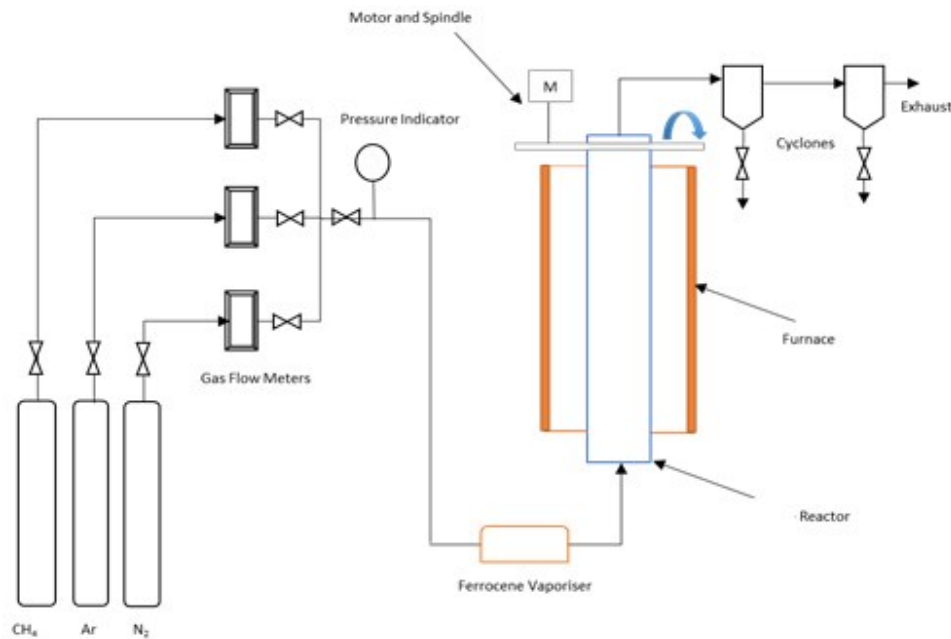 Motor and Spindle
M
Exhaust
Pressure Indicator
Cyclones
Furnace
Gas Flow Meters
Reactor
Ferrocene Vaporiser
CH₄ Ar N₂